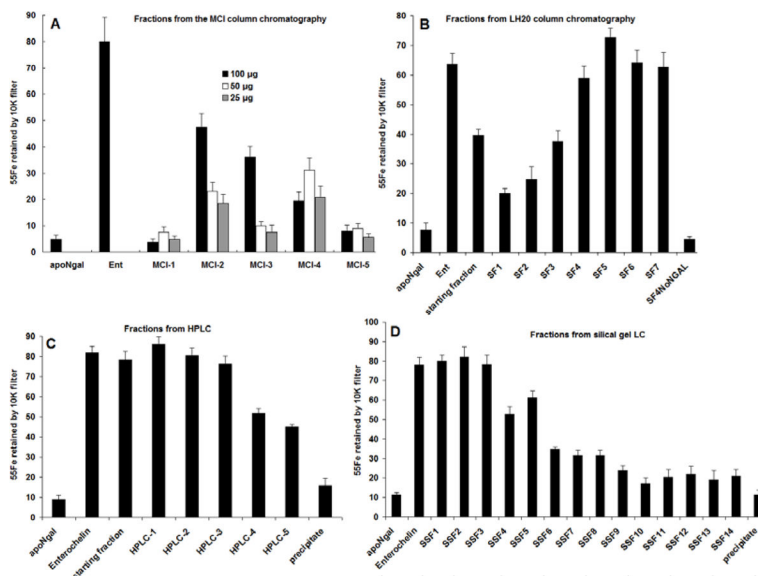 A
Fractions from the MCI column chromatography
55Fe retained by 10K filter
90
80
70
60
50
40
30
20
10
0
100 µg
50 µg
25 µg
apoNgal Ent MCI-1 MCI-2 MCI-3 MCI-4 MCI-5
B
Fractions from LH20 column chromatography
55Fe retained by 10K filter
80
70
60
50
40
30
20
10
0
apoNgal Ent starting fraction SF1 SF2 SF3 SF4 SF5 SF6 SF7 SF4NoNGAL
C
Fractions from HPLC
55Fe retained by 10K filter
90
80
70
60
50
40
30
20
10
0
apoNgal Enterochelin starting fraction HPLC-1 HPLC-2 HPLC-3 HPLC-4 HPLC-5 precipitate
D
Fractions from silical gel LC
55Fe retained by 10K filter
100
90
80
70
60
50
40
30
20
10
0
apoNgal Enterochelin SSF1 SSF2 SSF3 SSF4 SSF5 SSF6 SSF7 SSF8 SSF9 SSF10 SSF11 SSF12 SSF13 SSF14 precipitate